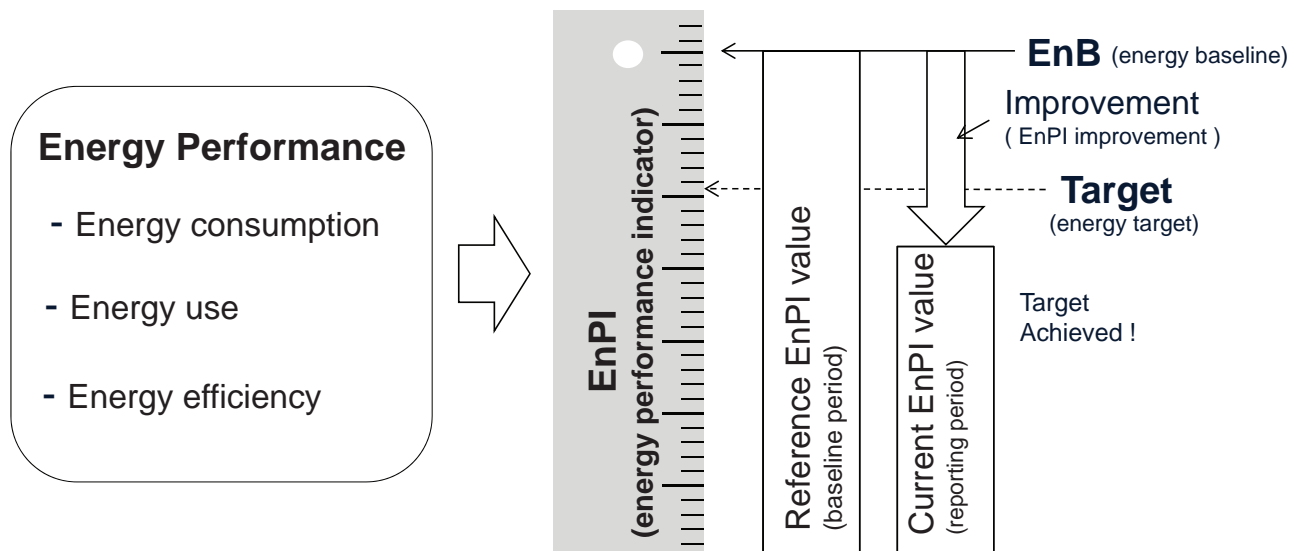 Energy Performance
- Energy consumption
- Energy use
- Energy efficiency
EnPI
(energy performance indicator)
Reference EnPI value
(baseline period)
Current EnPI value
(reporting period)
EnB (energy baseline)
Improvement
( EnPI improvement )
Target
(energy target)
Target
Achieved !